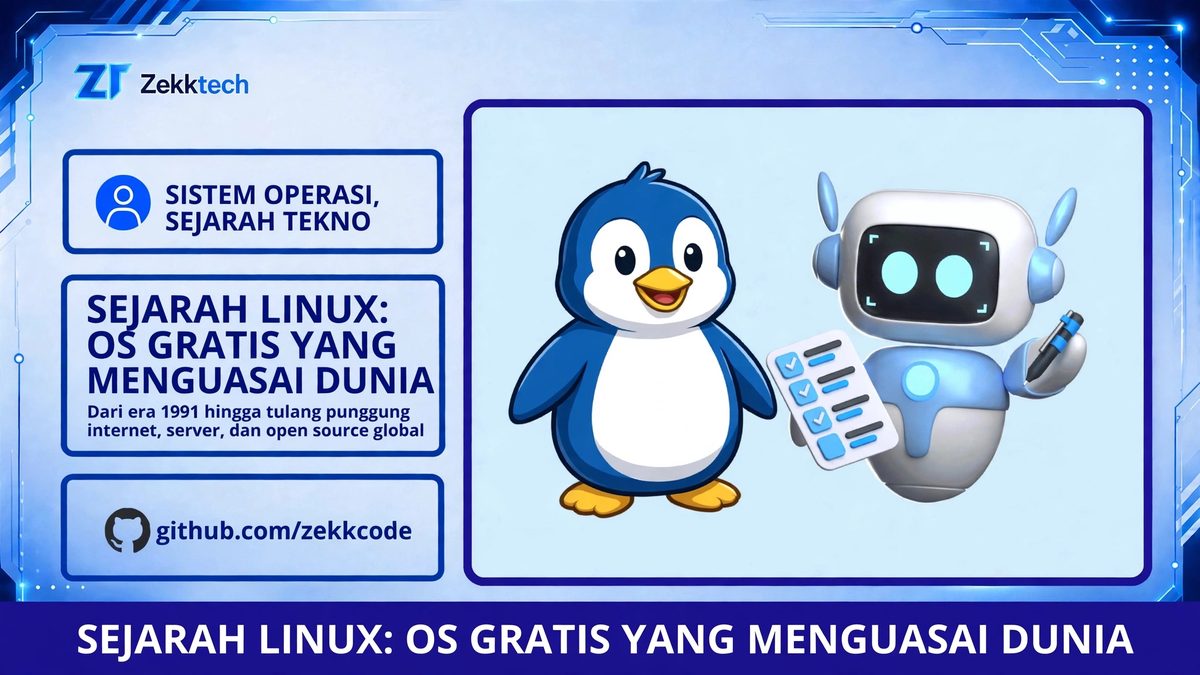 ZT Zekktech
SISTEM OPERASI,
SEJARAH TEKNO
SEJARAH LINUX:
OS GRATIS YANG
MENGUASAI DUNIA
Dari era 1991 hingga tulang punggung
internet, server, dan open source global
github.com/zekkcode
SEJARAH LINUX: OS GRATIS YANG MENGUASAI DUNIA